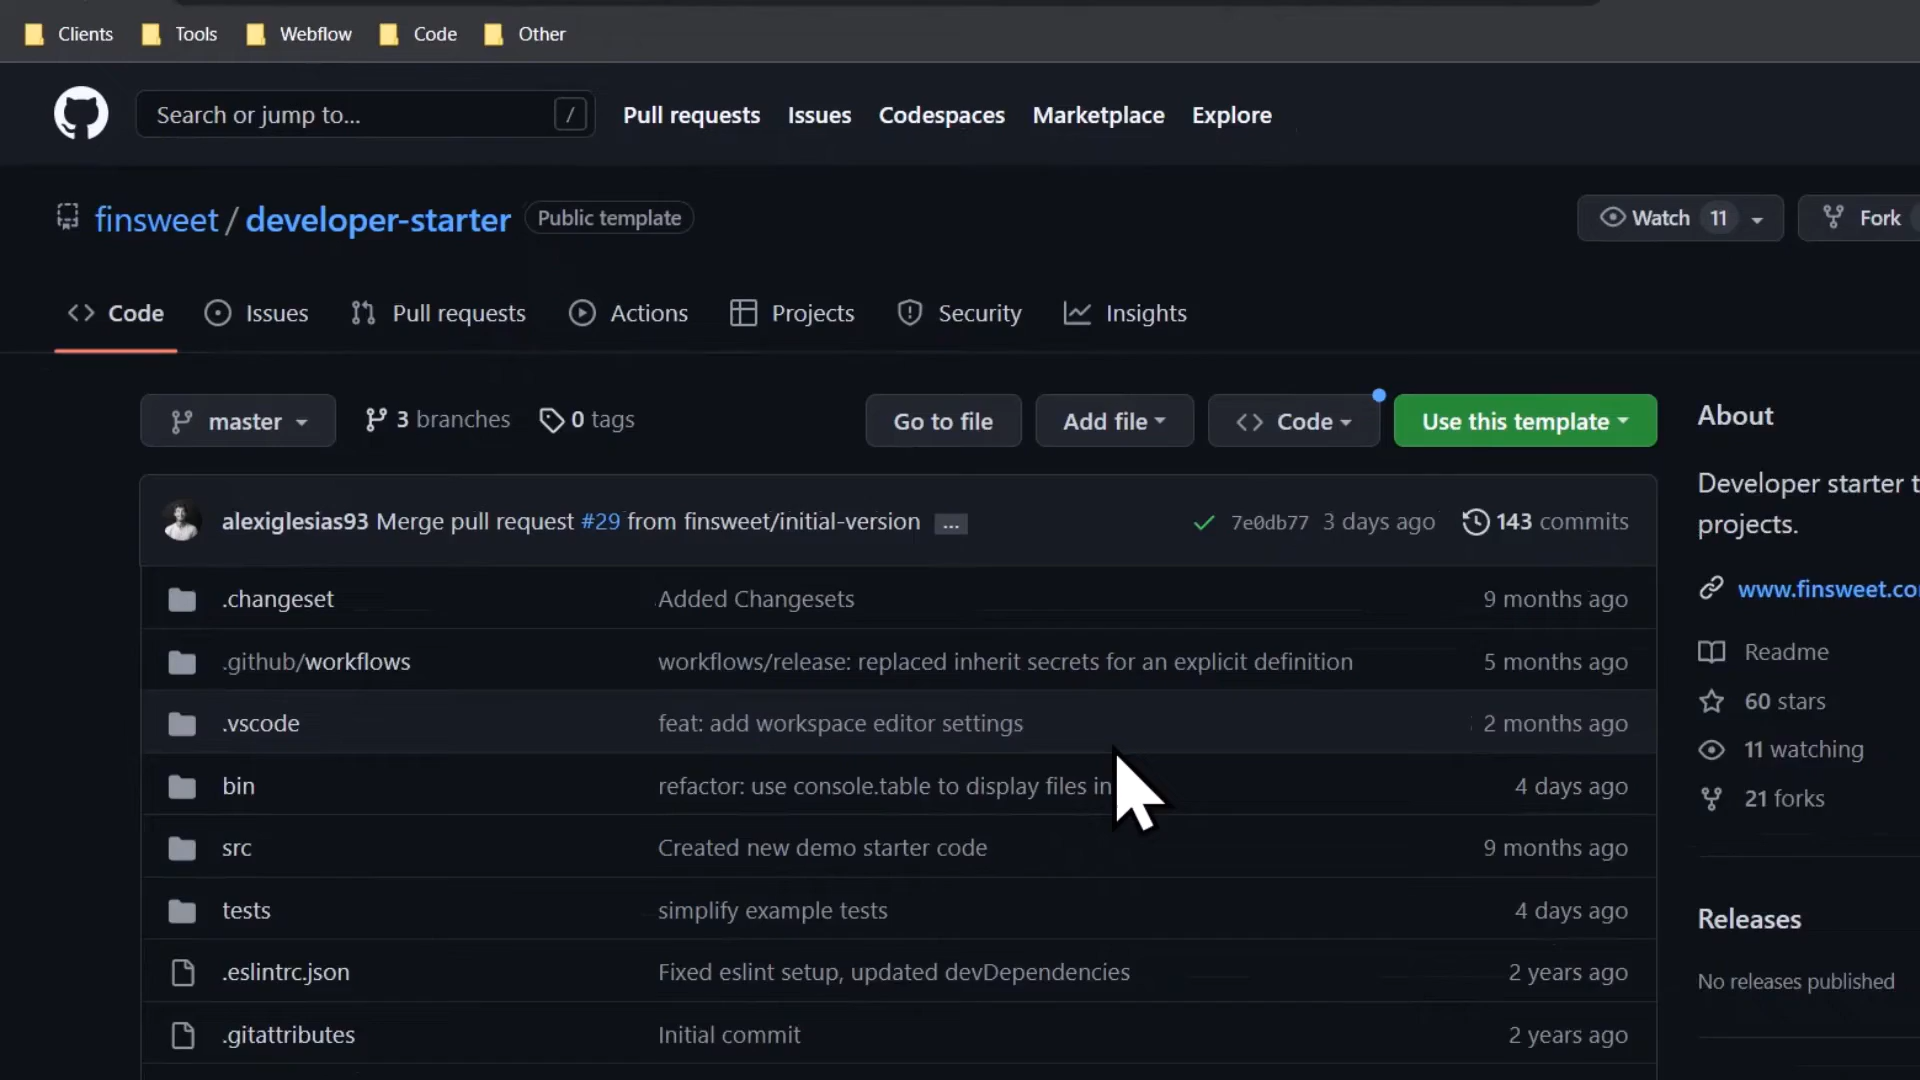 Clients Tools Webflow Code Other
Search or jump to... / Pull requests Issues Codespaces Marketplace Explore
finsweet / developer-starter Public template Watch 11 Fork
Code Issues Pull requests Actions Projects Security Insights
master 3 branches 0 tags Go to file Add file Code Use this template
About
Developer starter
projects.
alexiglesias93 Merge pull request #29 from finsweet/initial-version ... 7e0db77 3 days ago 143 commits
.changeset Added Changesets 9 months ago
www.finsweet.co
.github/workflows workflows/release: replaced inherit secrets for an explicit definition 5 months ago
Readme
.vscode feat: add workspace editor settings 2 months ago
60 stars
11 watching
bin refactor: use console.table to display files in 4 days ago
21 forks
src Created new demo starter code 9 months ago
tests simplify example tests 4 days ago
Releases
.eslintrc.json Fixed eslint setup, updated devDependencies 2 years ago
No releases published
.gitattributes Initial commit 2 years ago